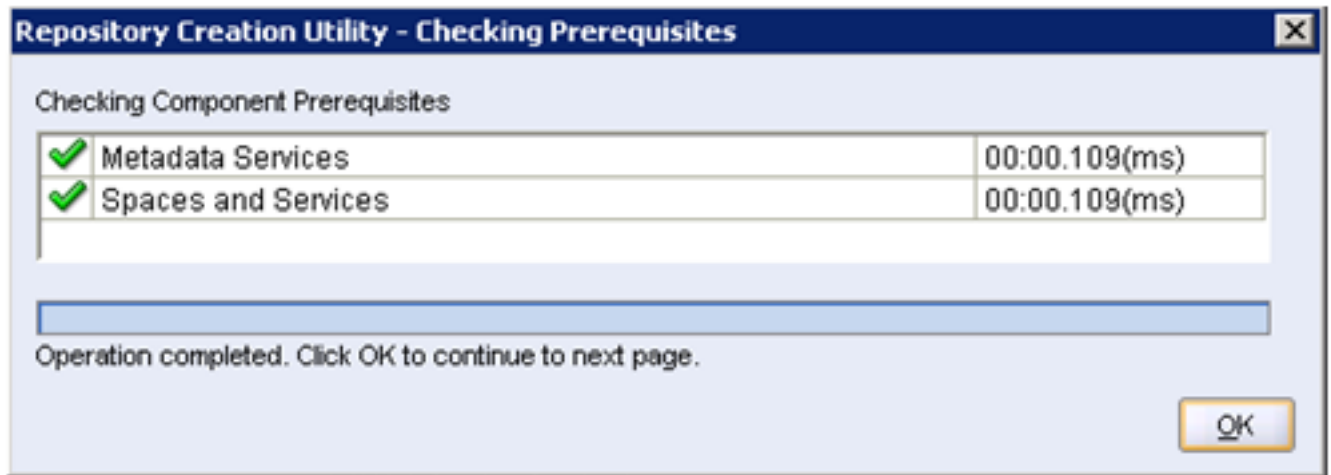 Repository Creation Utility - Checking Prerequisites
Checking Component Prerequisites
Metadata Services 00:00.109(ms)
Spaces and Services 00:00.109(ms)
Operation completed. Click OK to continue to next page.
OK